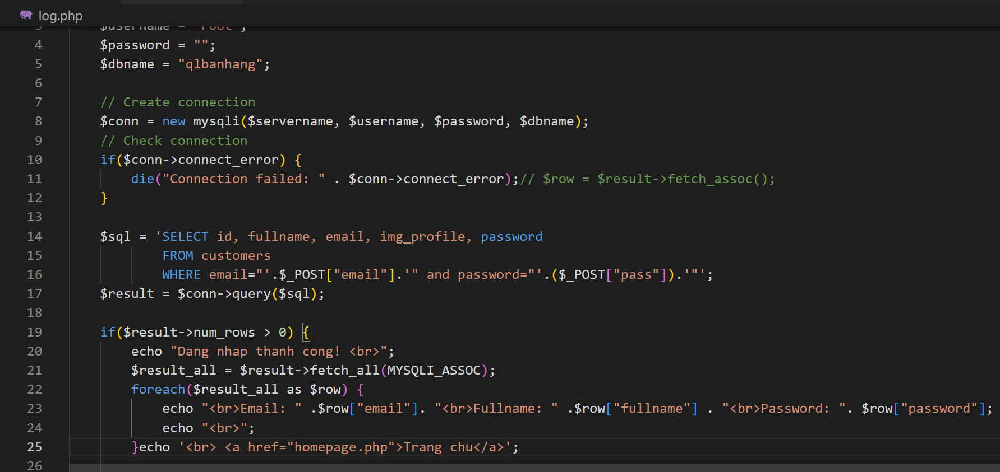 log.php
3 $username = "root";
4 $password = "";
5 $dbname = "qlbanhang";
6
7 // Create connection
8 $conn = new mysqli($servername, $username, $password, $dbname);
9 // Check connection
10 if($conn->connect_error) {
11 die("Connection failed: " . $conn->connect_error);// $row = $result->fetch_assoc();
12 }
13
14 $sql = 'SELECT id, fullname, email, img_profile, password
15 FROM customers
16 WHERE email="'.$_POST["email"].'" and password="'.($_POST["pass"]).'"';
17 $result = $conn->query($sql);
18
19 if($result->num_rows > 0) {
20 echo "Dang nhap thanh cong! <br>";
21 $result_all = $result->fetch_all(MYSQLI_ASSOC);
22 foreach($result_all as $row) {
23 echo "<br>Email: " .$row["email"]. "<br>Fullname: " .$row["fullname"] . "<br>Password: ". $row["password"];
24 echo "<br>";
25 }echo '<br> <a href="homepage.php">Trang chu</a>';
26